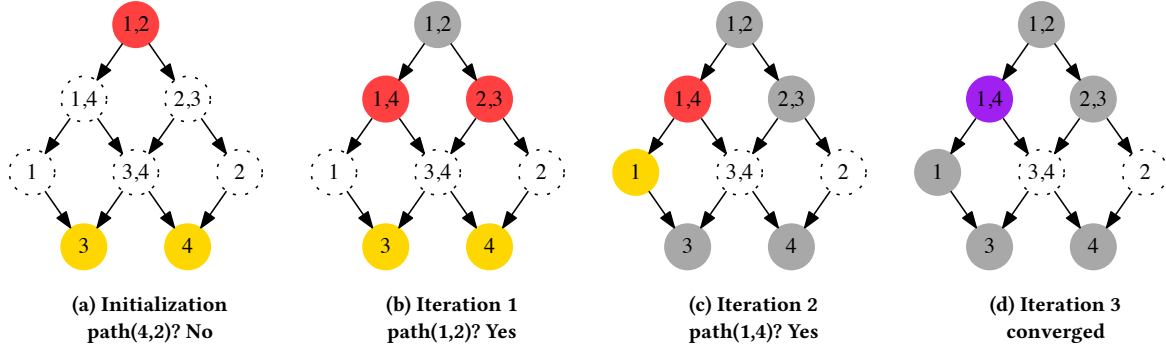 1,2
1,4 2,3
1 3,4 2
3 4
(a) Initialization
path(4,2)? No
1,2
1,4 2,3
1 3,4 2
3 4
(b) Iteration 1
path(1,2)? Yes
1,2
1,4 2,3
1 3,4 2
3 4
(c) Iteration 2
path(1,4)? Yes
1,2
1,4 2,3
1 3,4 2
3 4
(d) Iteration 3
converged